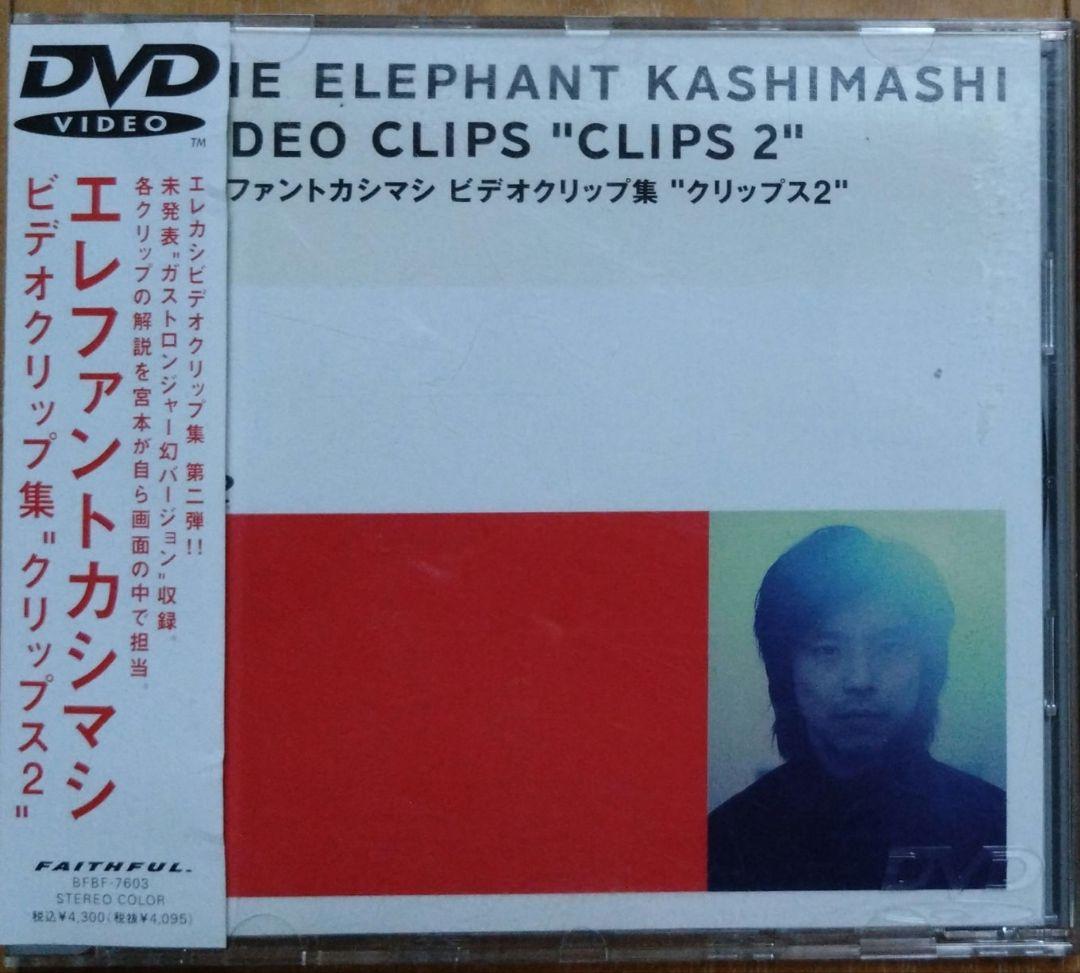 DVD
VIDEO
TM
エレカシビデオクリップ集 第二弾!!
未発表"ガストロンジャー幻バージョン"収録。
各クリップの解説を宮本が自ら画面の中で担当。
エレファントカシマシ
ビデオクリップ集"クリップス2"
FAITHFUL.
BFBF-7603
STEREO COLOR
税込¥4,300(税抜¥4,095)
HE ELEPHANT KASHIMASHI
DEO CLIPS "CLIPS 2"
ファントカシマシ ビデオクリップ集 "クリップス2"
DVD